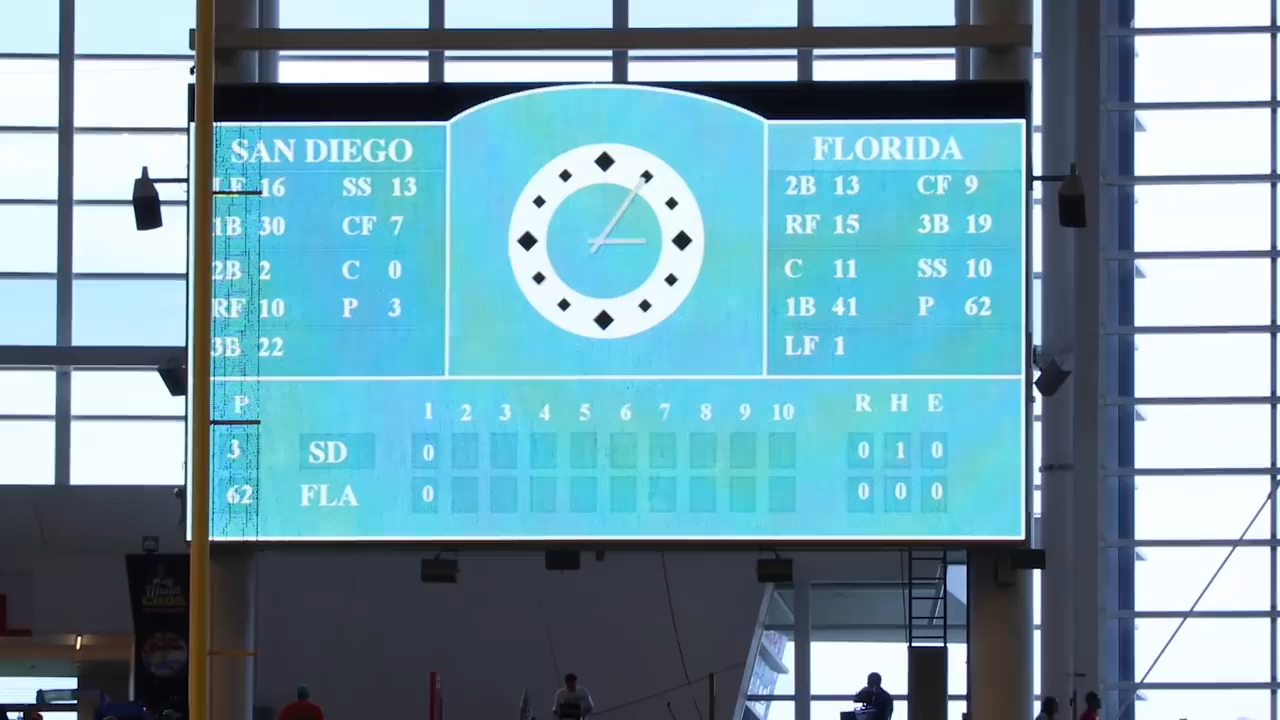 SAN DIEGO
LF 16 SS 13
1B 30 CF 7
2B 2 C 0
RF 10 P 3
3B 22
FLORIDA
2B 13 CF 9
RF 15 3B 19
C 11 SS 10
1B 41 P 62
LF 1
P 1 2 3 4 5 6 7 8 9 10 R H E
3 SD 0 0 1 0
62 FLA 0 0 0 0